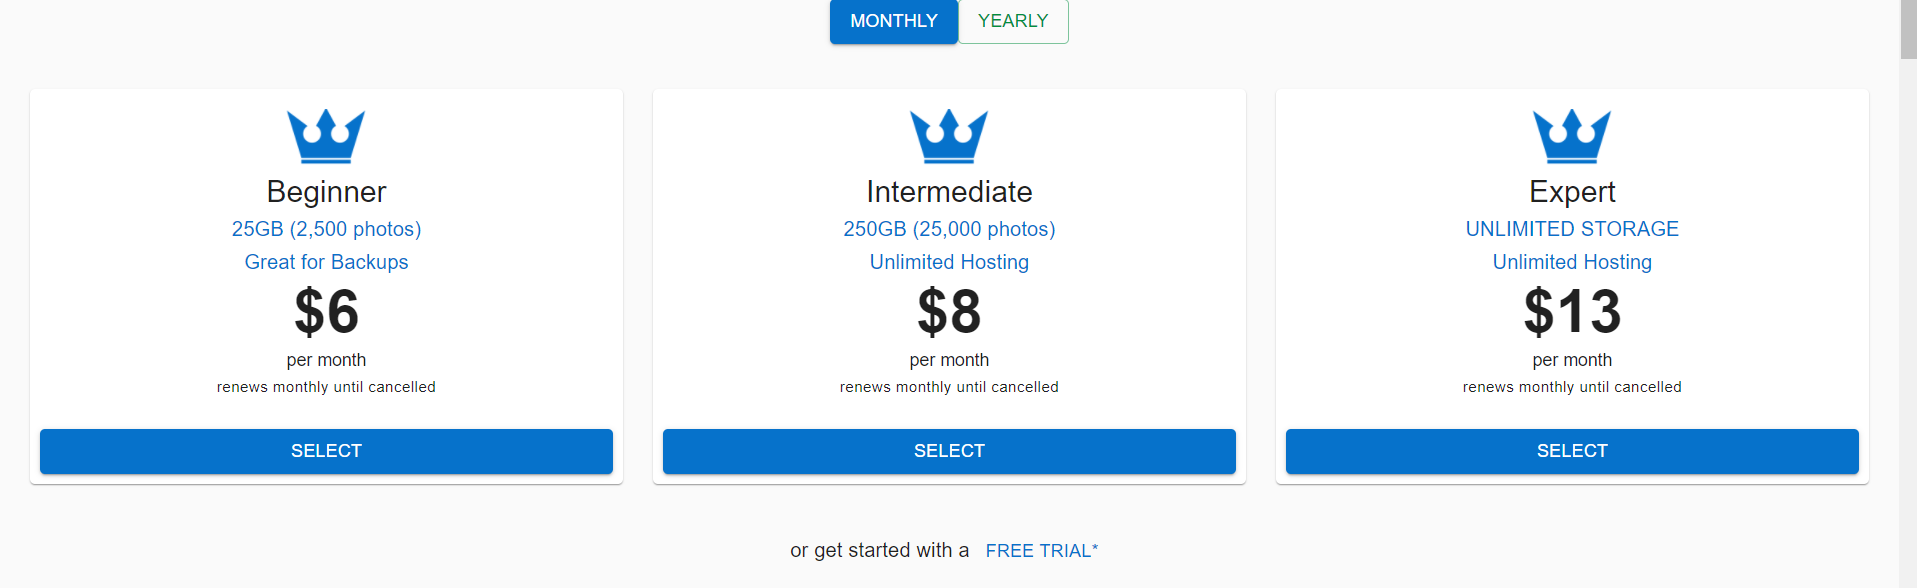 MONTHLY YEARLY
Beginner
25GB (2,500 photos)
Great for Backups
$6
per month
renews monthly until cancelled
SELECT
Intermediate
250GB (25,000 photos)
Unlimited Hosting
$8
per month
renews monthly until cancelled
SELECT
Expert
UNLIMITED STORAGE
Unlimited Hosting
$13
per month
renews monthly until cancelled
SELECT
or get started with a FREE TRIAL*